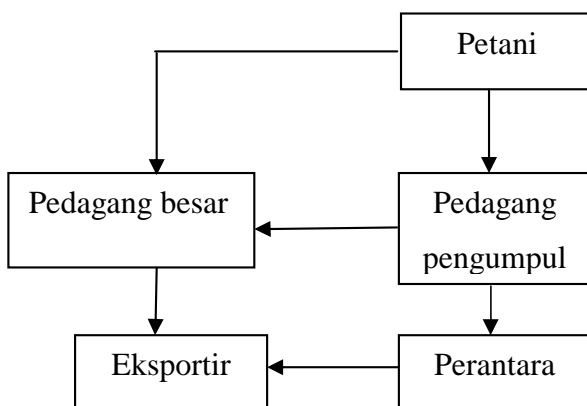 Petani
Pedagang besar
Pedagang
pengumpul
Eksportir
Perantara